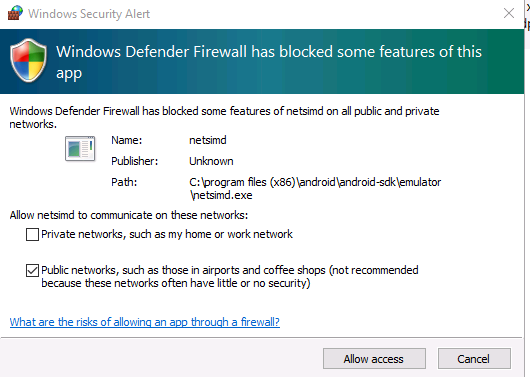 Windows Security Alert
Windows Defender Firewall has blocked some features of this
app
Windows Defender Firewall has blocked some features of netsimd on all public and private
networks.
Name: netsimd
Publisher: Unknown
Path: C:\program files (x86)\android\android-sdk\emulator
\netsimd.exe
Allow netsimd to communicate on these networks:
Private networks, such as my home or work network
Public networks, such as those in airports and coffee shops (not recommended
because these networks often have little or no security)
What are the risks of allowing an app through a firewall?
Allow access Cancel